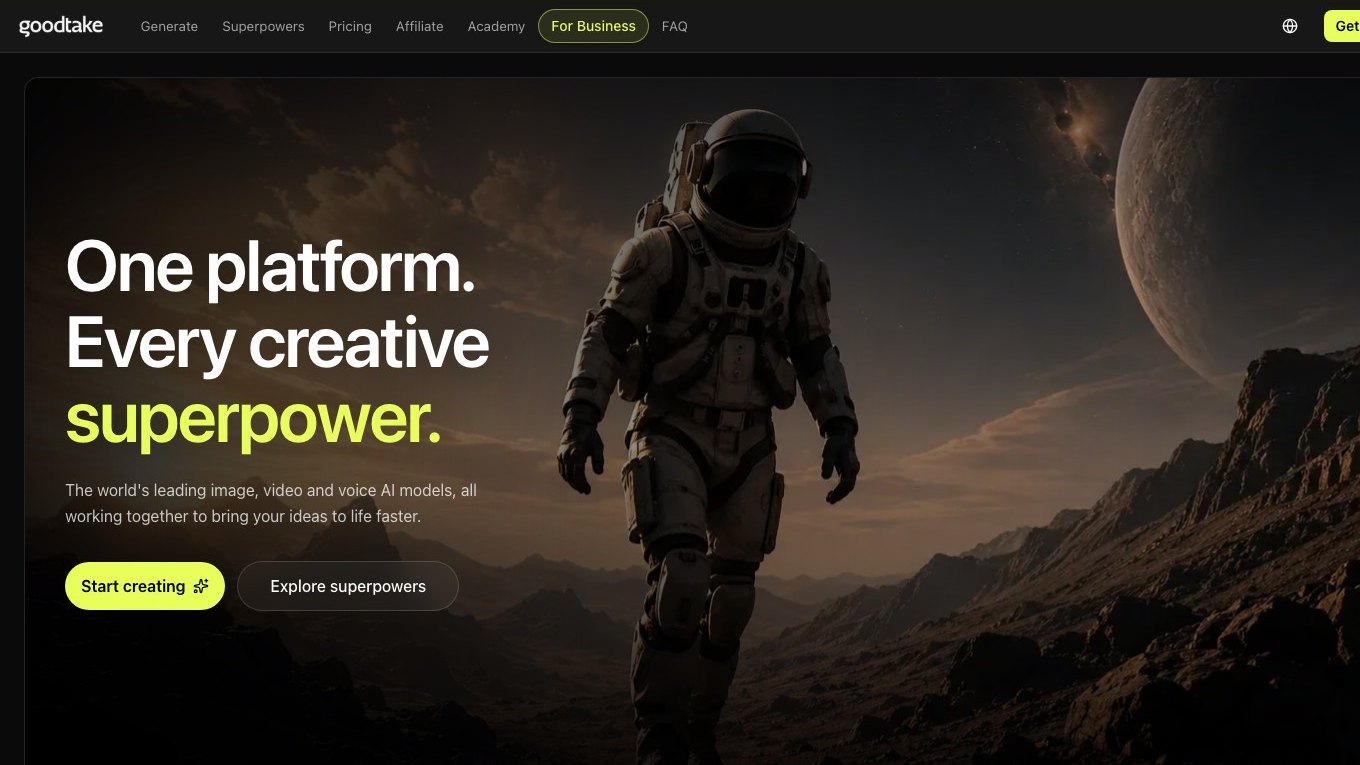 goodtake
Generate
Superpowers
Pricing
Affiliate
Academy
For Business
FAQ
Get
One platform.
Every creative
superpower.
The world's leading image, video and voice AI models, all
working together to bring your ideas to life faster.
Start creating
Explore superpowers